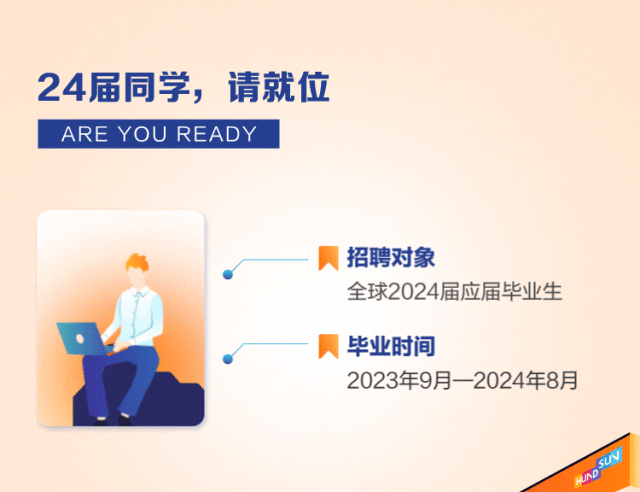 24届同学，请就位
ARE YOU READY
招聘对象
全球2024届应届毕业生
毕业时间
2023年9月—2024年8月
HUNDSUN